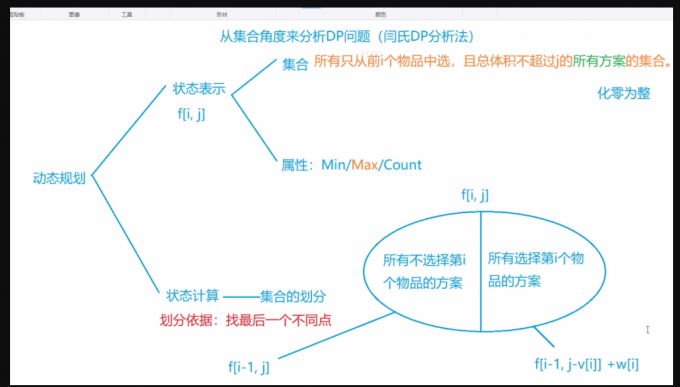 图像
工具
形状
颜色
从集合角度来分析DP问题（闫氏DP分析法）
集合 所有只从前i个物品中选，且总体积不超过j的所有方案的集合。
化零为整
状态表示
f[i, j]
属性：Min/Max/Count
动态规划
f[i, j]
所有不选择第i
个物品的方案
所有选择第i个物
品的方案
状态计算
集合的划分
划分依据：找最后一个不同点
f[i-1, j]
f[i-1, j-v[i]] +w[i]